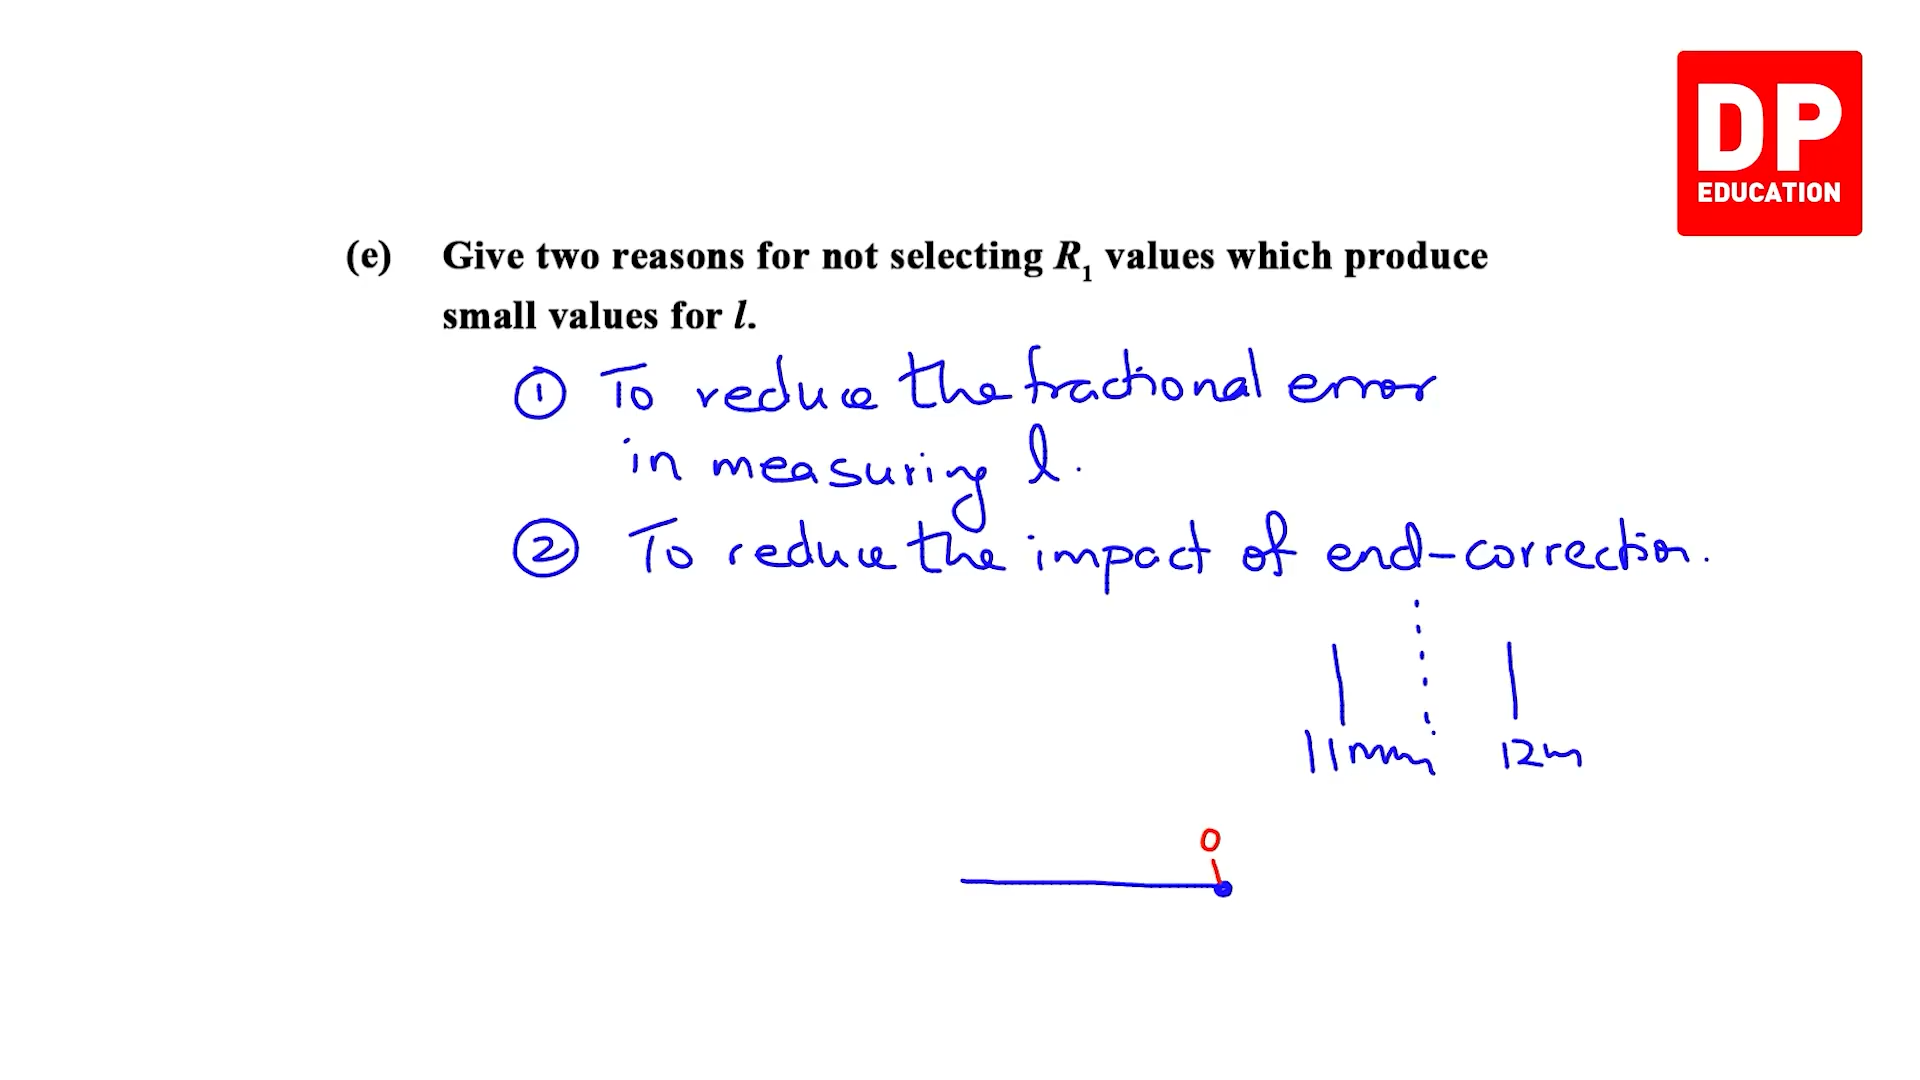 DP
EDUCATION
(e) Give two reasons for not selecting R₁ values which produce
small values for l.
① To reduce the fractional error
in measuring l.
② To reduce the impact of end-correction.
11mm 12m
0